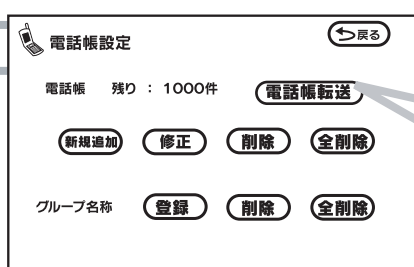 電話帳設定 戻る
電話帳 残り : 1000件 電話帳転送
新規追加 修正 削除 全削除
グループ名称 登録 削除 全削除